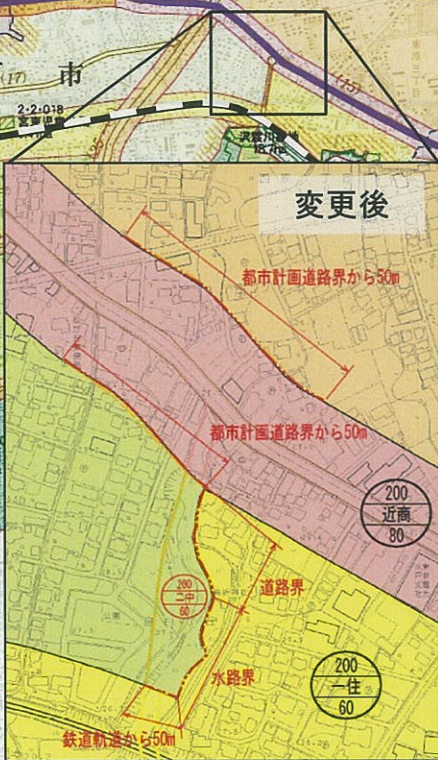 (17)
市
(15)
2・2・018
変更後
都市計画道路界から50m
都市計画道路界から50m
200
近商
80
200
二中
60
道路界
水路界
200
一住
60
鉄道軌道から50m